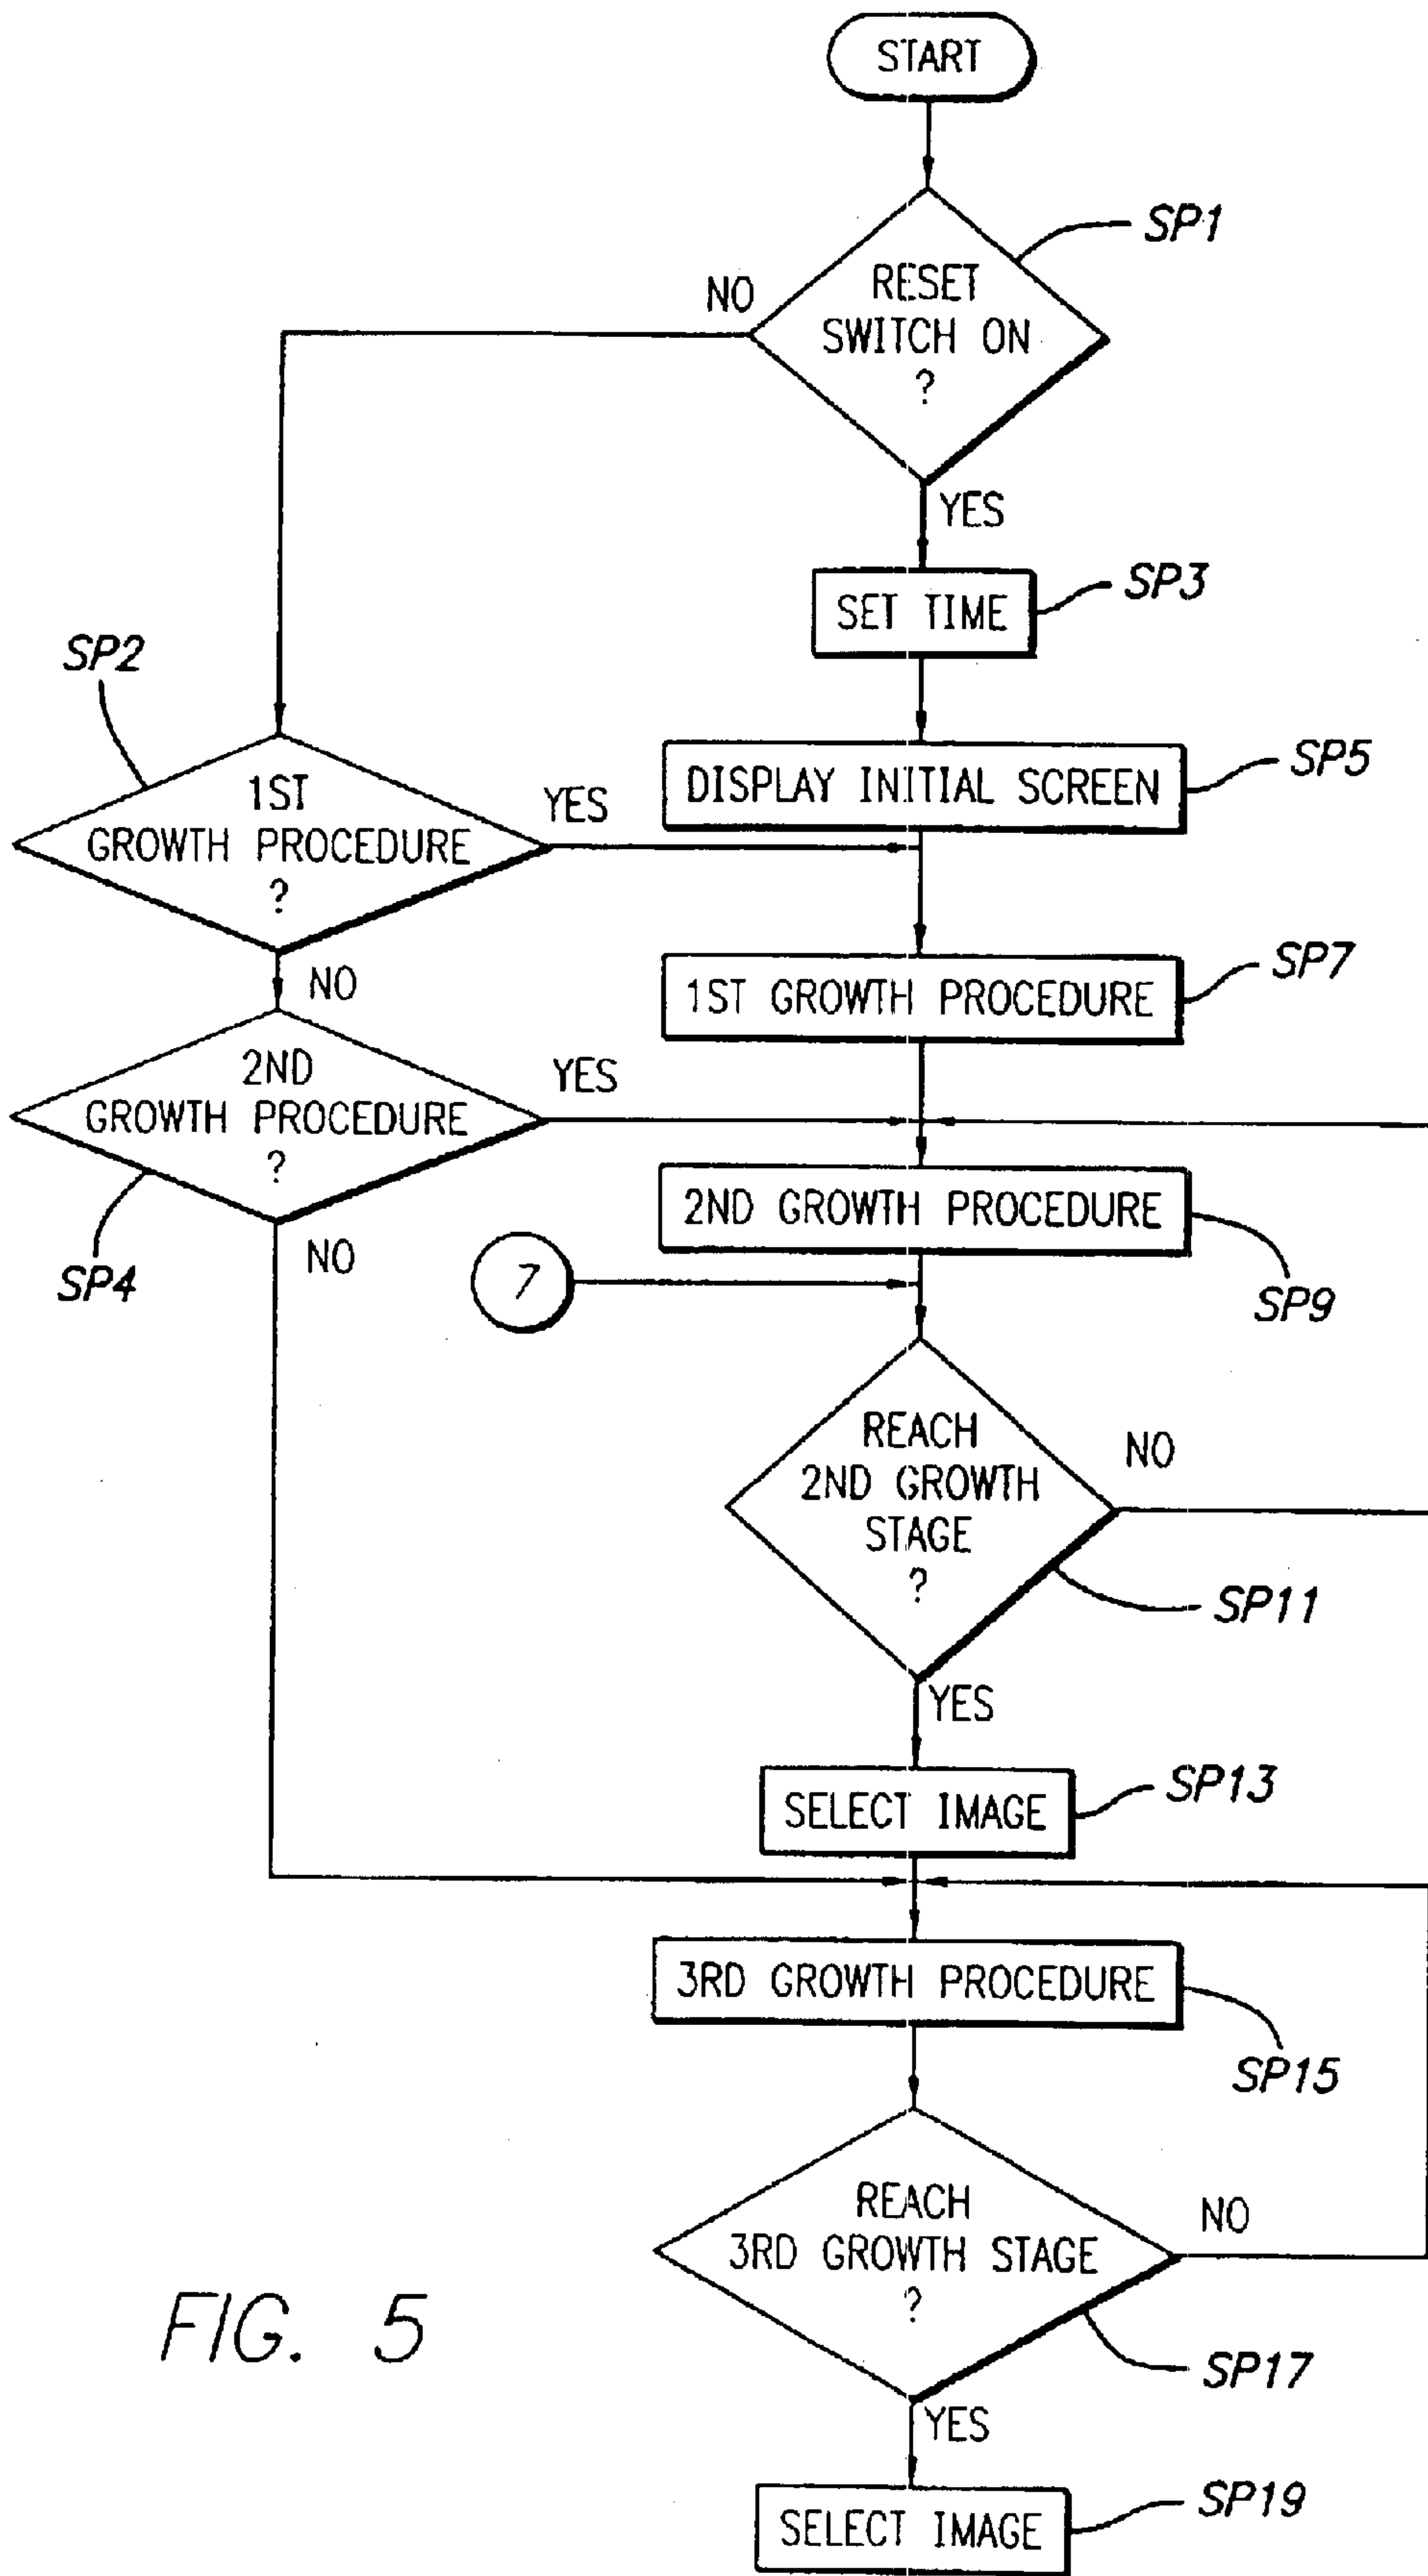 START
SP1
RESET
SWITCH ON
?
NO
YES
SET TIME
SP3
SP2
1ST
GROWTH PROCEDURE
?
YES
NO
DISPLAY INITIAL SCREEN
SP5
1ST GROWTH PROCEDURE
SP7
2ND
GROWTH PROCEDURE
?
YES
NO
SP4
2ND GROWTH PROCEDURE
SP9
7
REACH
2ND GROWTH
STAGE
?
NO
SP11
YES
SELECT IMAGE
SP13
3RD GROWTH PROCEDURE
SP15
REACH
3RD GROWTH STAGE
?
NO
SP17
YES
SELECT IMAGE
SP19
FIG. 5